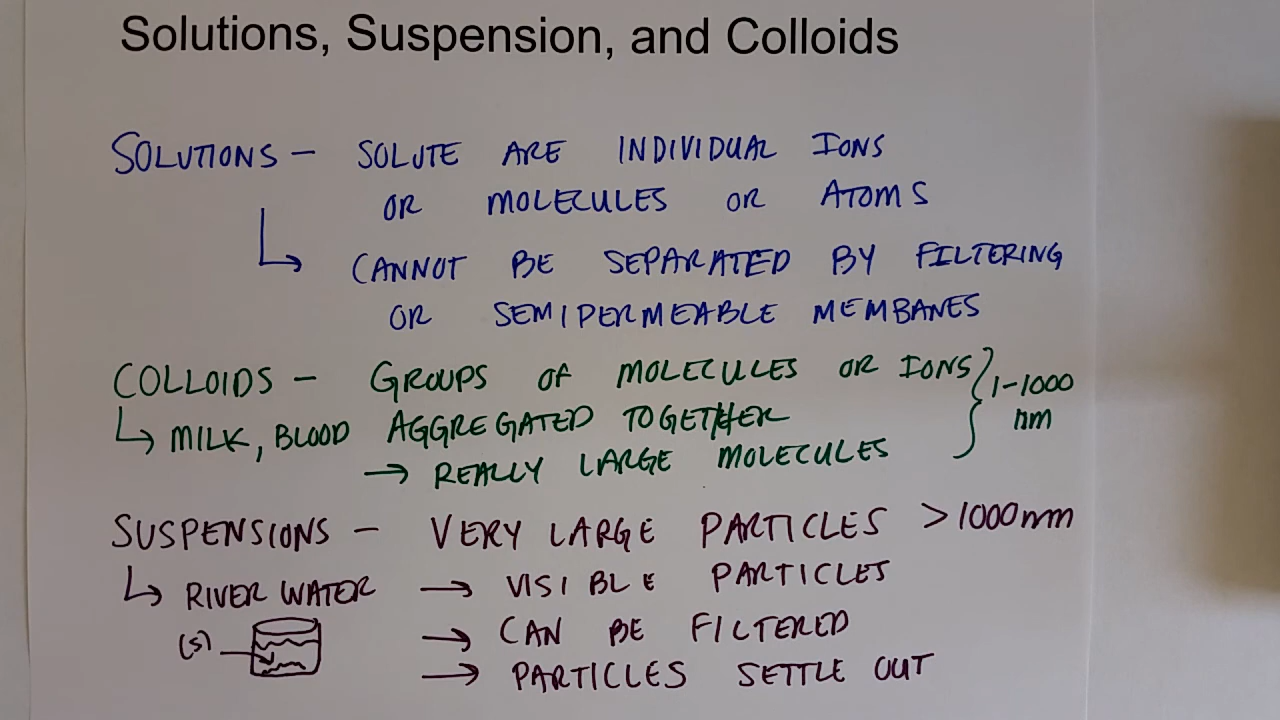 Solutions, Suspension, and Colloids
SOLUTIONS - SOLUTE ARE INDIVIDUAL IONS
OR MOLECULES OR ATOMS
↳ CANNOT BE SEPARATED BY FILTERING
OR SEMIPERMEABLE MEMBANES
COLLOIDS - GROUPS OF MOLECULES OR IONS } 1-1000 nm
↳ MILK, BLOOD AGGREGATED TOGETHER
→ REALLY LARGE MOLECULES
SUSPENSIONS - VERY LARGE PARTICLES >1000nm
↳ RIVER WATER → VISIBLE PARTICLES
(s) → CAN BE FILTERED
→ PARTICLES SETTLE OUT